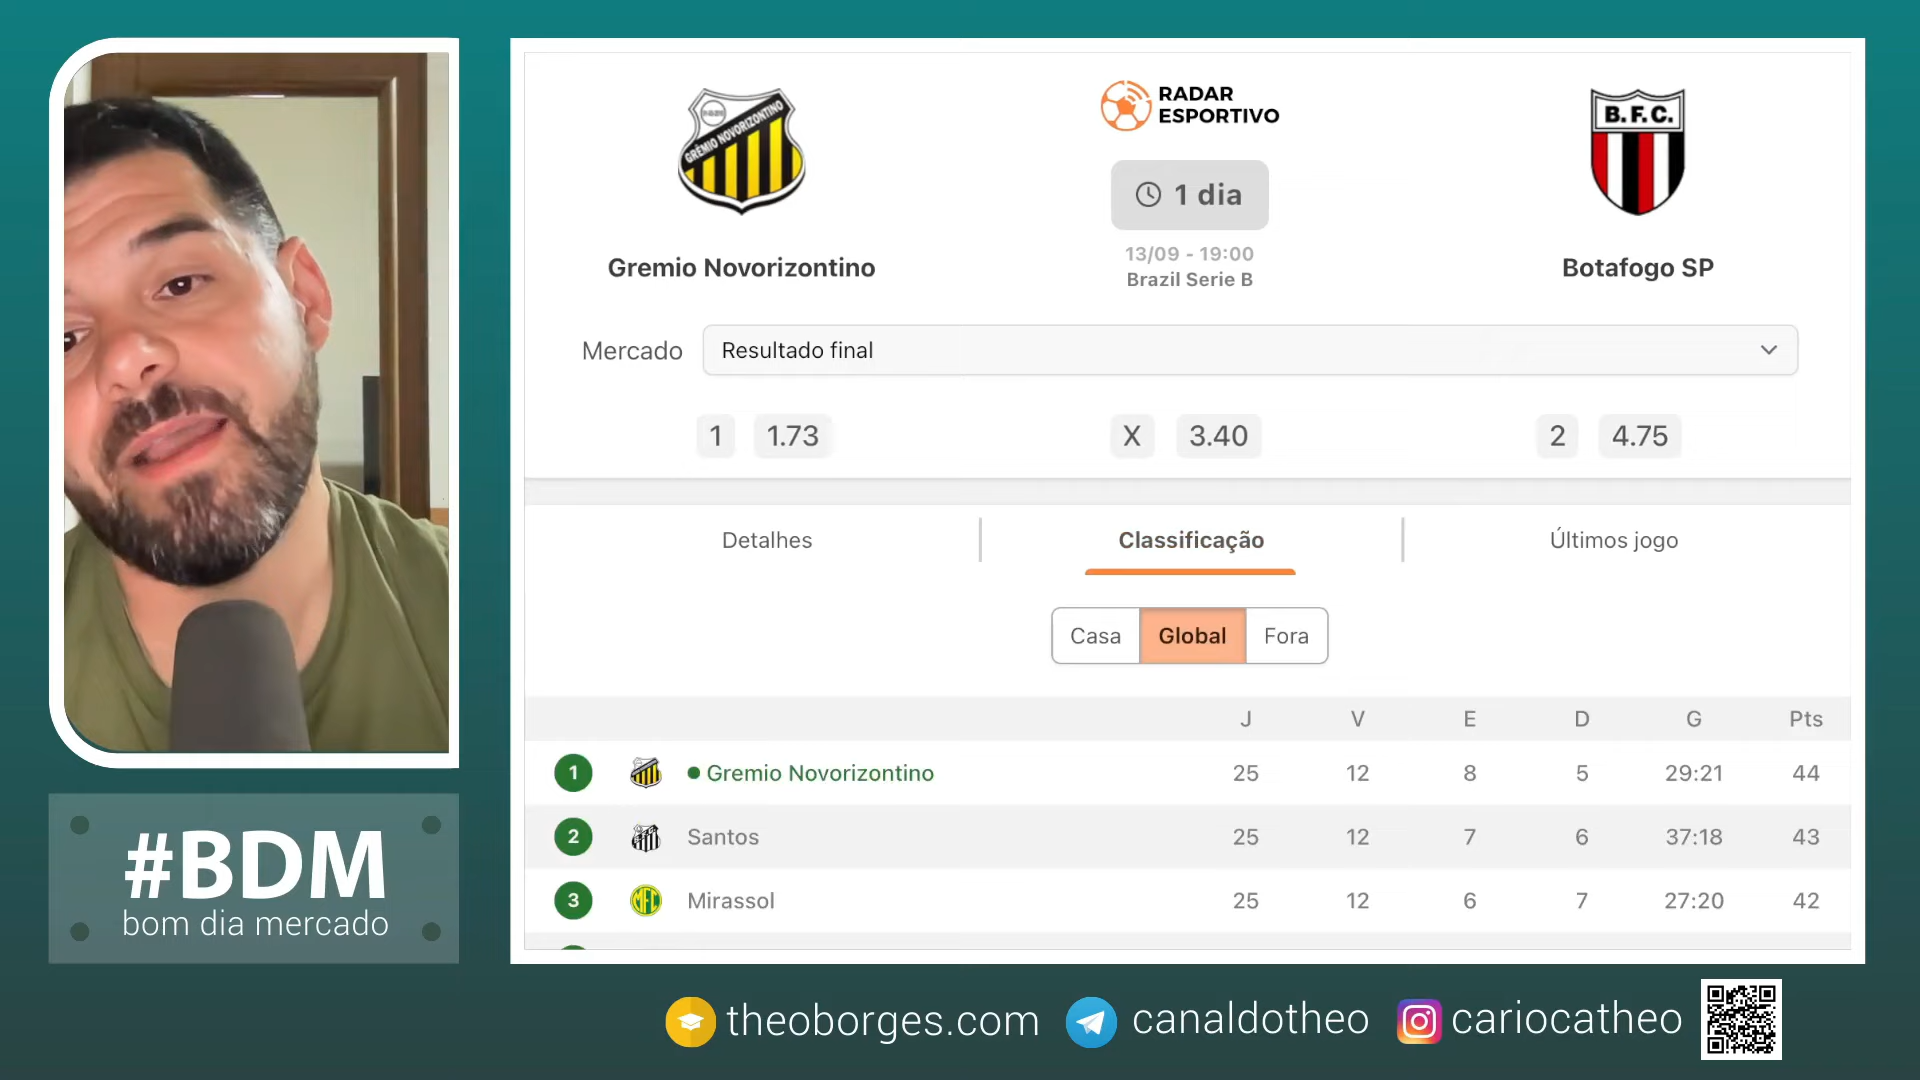 GRÊMIO NOVORIZONTINO
RADAR
ESPORTIVO
B.F.C.
1 dia
13/09 - 19:00
Brazil Serie B
Gremio Novorizontino
Botafogo SP
Mercado
Resultado final
1 1.73
X 3.40
2 4.75
Detalhes
Classificação
Últimos jogo
Casa
Global
Fora
J V E D G Pts
1 Gremio Novorizontino 25 12 8 5 29:21 44
2 Santos 25 12 7 6 37:18 43
3 Mirassol 25 12 6 7 27:20 42
#BDM
bom dia mercado
theoborges.com
canaldotheo
cariocatheo